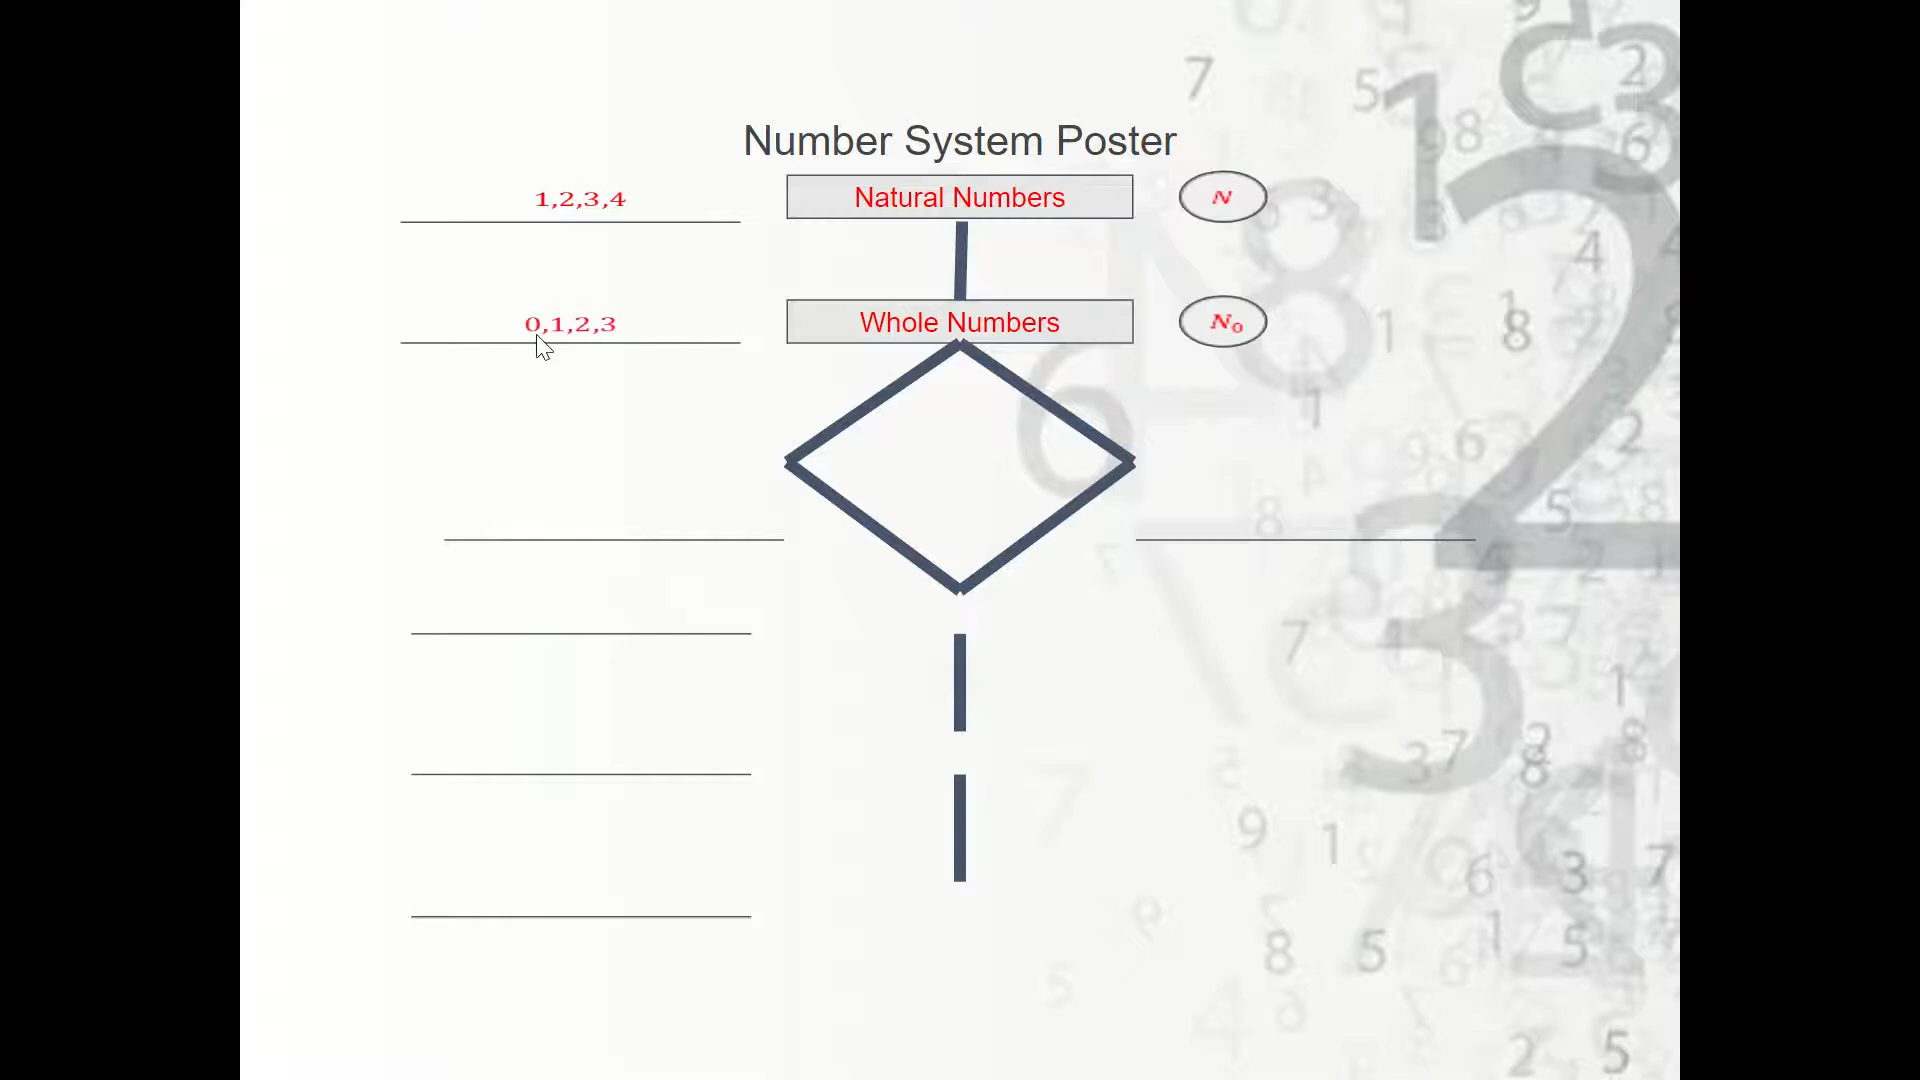 Number System Poster
1,2,3,4
Natural Numbers
N
0,1,2,3
Whole Numbers
N₀